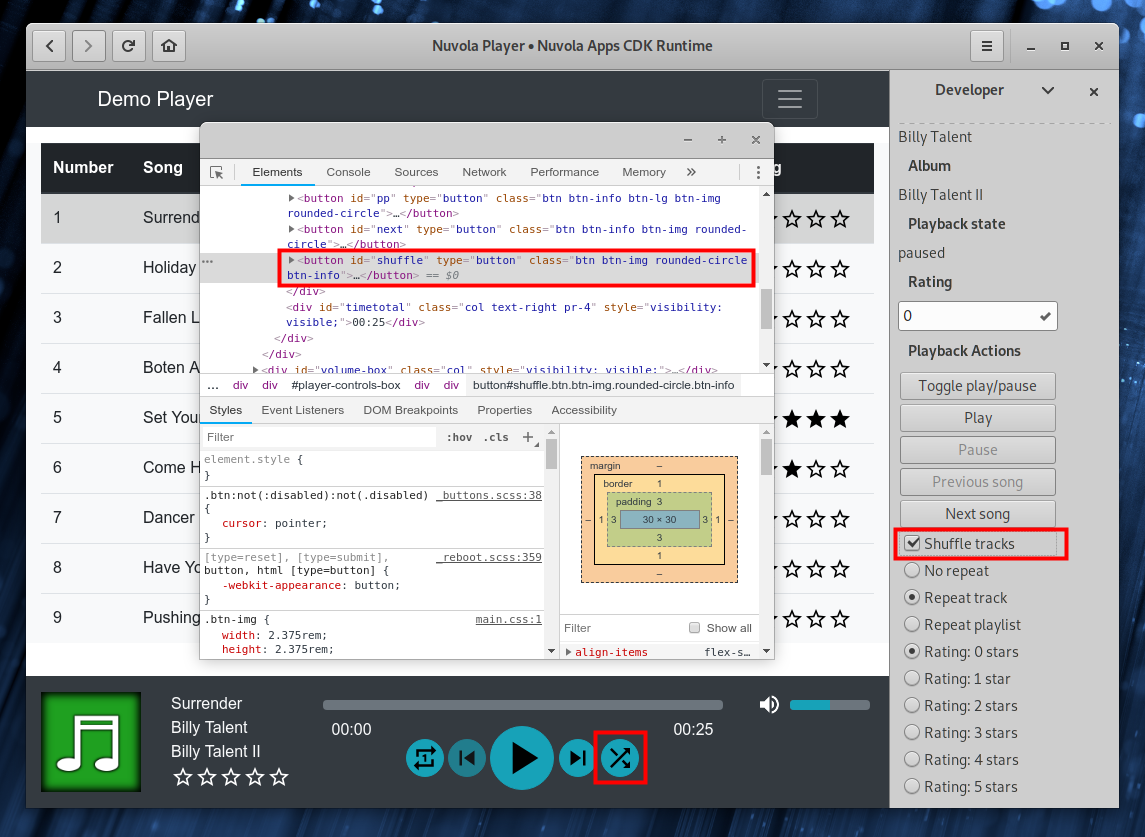 Nuvola Player • Nuvola Apps CDK Runtime
Demo Player
Number Song
1 Surrend
2 Holiday
3 Fallen L
4 Boten A
5 Set You
6 Come H
7 Dancer
8 Have Yo
9 Pushing
g
Elements Console Sources Network Performance Memory »
<button id="pp" type="button" class="btn btn-info btn-lg btn-img
rounded-circle">…</button>
<button id="next" type="button" class="btn btn-info btn-img rounded-
circle">…</button>
<button id="shuffle" type="button" class="btn btn-img rounded-circle
btn-info">…</button> == $0
</div>
<div id="timetotal" class="col text-right pr-4" style="visibility:
visible;">00:25</div>
</div>
</div>
<div id="volume-box" class="col" style="visibility: visible;">…</div>
… div div #player-controls-box div div button#shuffle.btn.btn-img.rounded-circle.btn-info
Styles Event Listeners DOM Breakpoints Properties Accessibility
Filter :hov .cls +
element.style {
}
.btn:not(:disabled):not(.disabled) _buttons.scss:38
{
cursor: pointer;
}
[type=reset], [type=submit], _reboot.scss:359
button, html [type=button] {
-webkit-appearance: button;
}
.btn-img { main.css:1
width: 2.375rem;
height: 2.375rem;
margin –
border 1
padding 3
– 1 3 30 × 30 3 1 –
3
1
–
Filter Show all
align-items flex-s…
Surrender
Billy Talent
Billy Talent II
00:00
1
00:25
Developer
Billy Talent
Album
Billy Talent II
Playback state
paused
Rating
0
Playback Actions
Toggle play/pause
Play
Pause
Previous song
Next song
Shuffle tracks
No repeat
Repeat track
Repeat playlist
Rating: 0 stars
Rating: 1 star
Rating: 2 stars
Rating: 3 stars
Rating: 4 stars
Rating: 5 stars